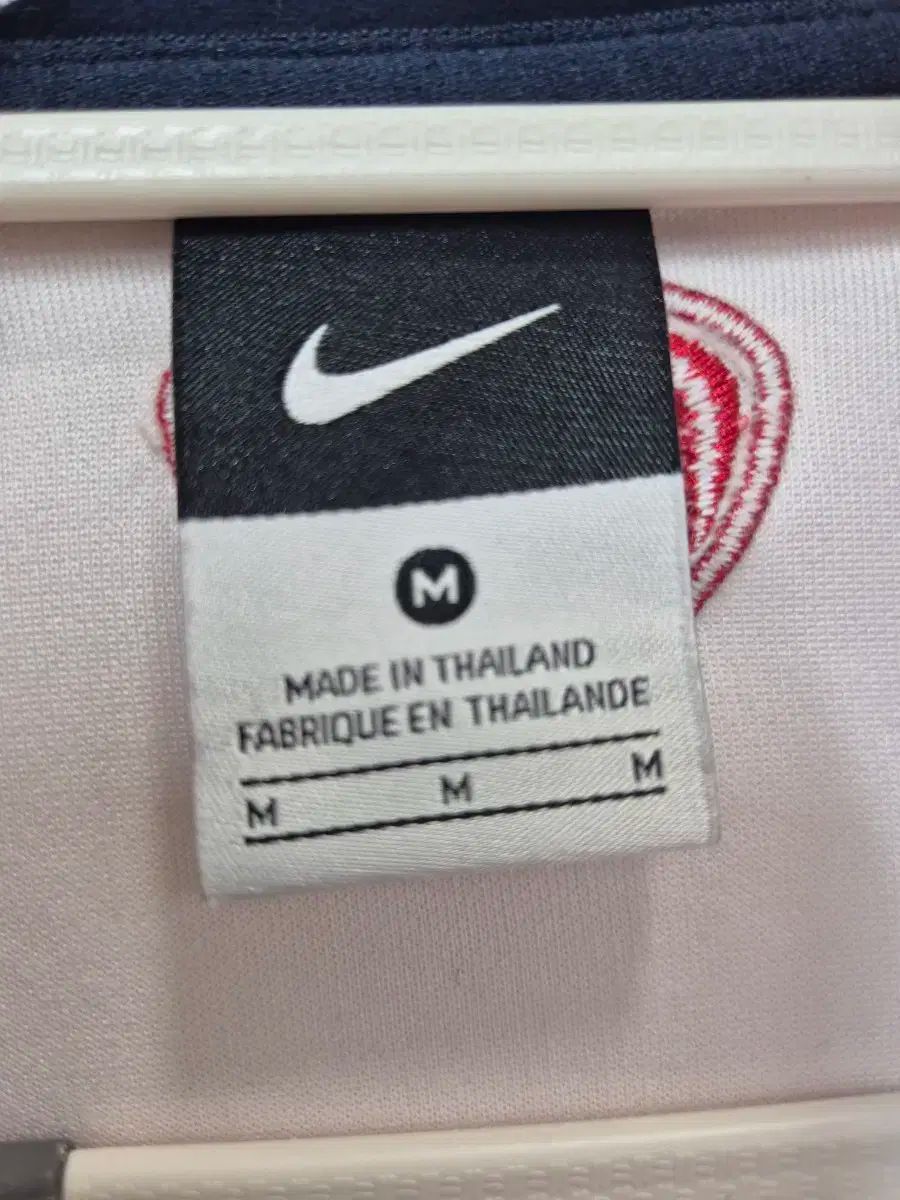 M
MADE IN THAILAND
FABRIQUE EN THAILANDE
M M M